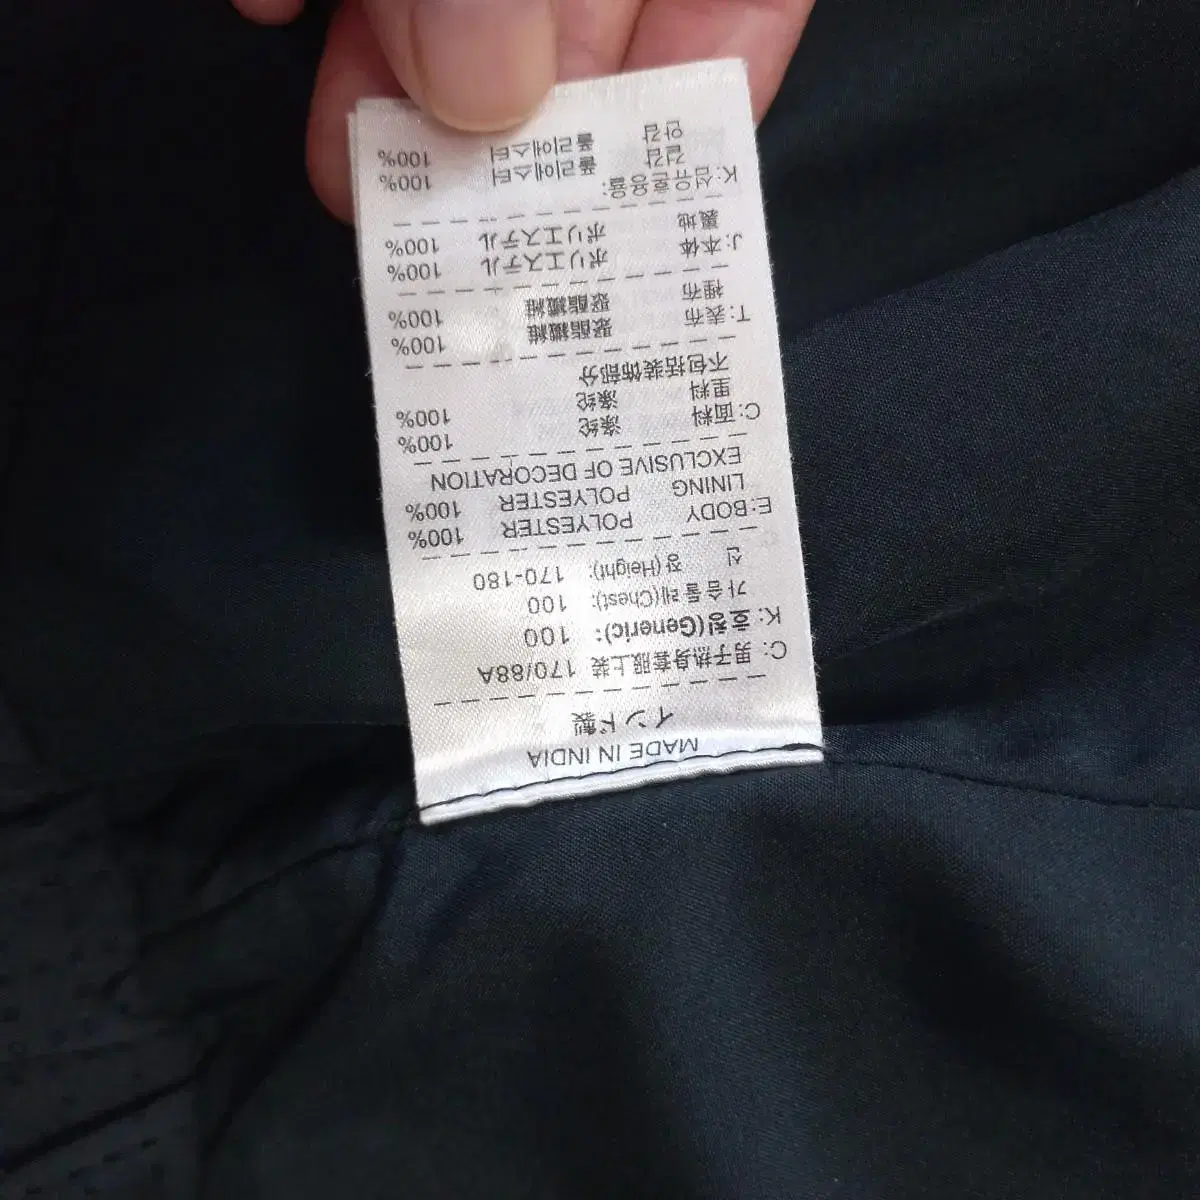 MADE IN INDIA
インド製
C: 男子热身套服上装 170/88A
K: 호칭(Generic): 100
가슴둘레(Chest): 100
신 장(Height): 170-180
E:BODY POLYESTER 100%
LINING POLYESTER 100%
EXCLUSIVE OF DECORATION
C:面料 涤纶 100%
里料 涤纶 100%
不包括装饰部分
T:表布 聚酯纖維 100%
裡布 聚酯纖維 100%
J:本体 ポリエステル 100%
裏地 ポリエステル 100%
K:섬유혼용율:
겉감 폴리에스터 100%
안감 폴리에스터 100%